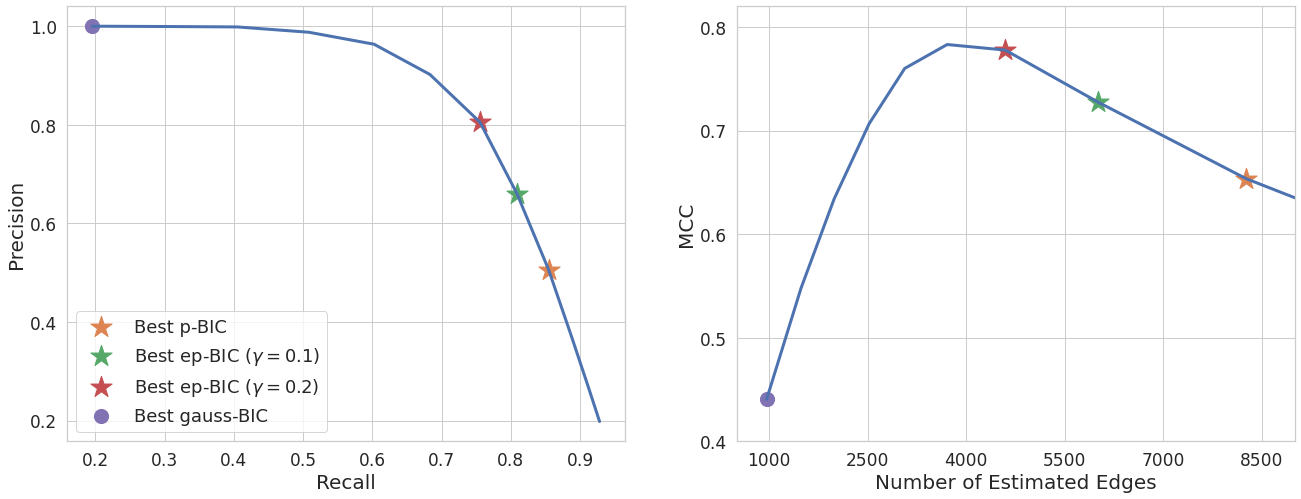 1.0
0.8
0.6
0.4
0.2
Precision
0.2 0.3 0.4 0.5 0.6 0.7 0.8 0.9
Recall
Best p-BIC
Best ep-BIC (γ = 0.1)
Best ep-BIC (γ = 0.2)
Best gauss-BIC
0.8
0.7
0.6
0.5
0.4
MCC
1000 2500 4000 5500 7000 8500
Number of Estimated Edges